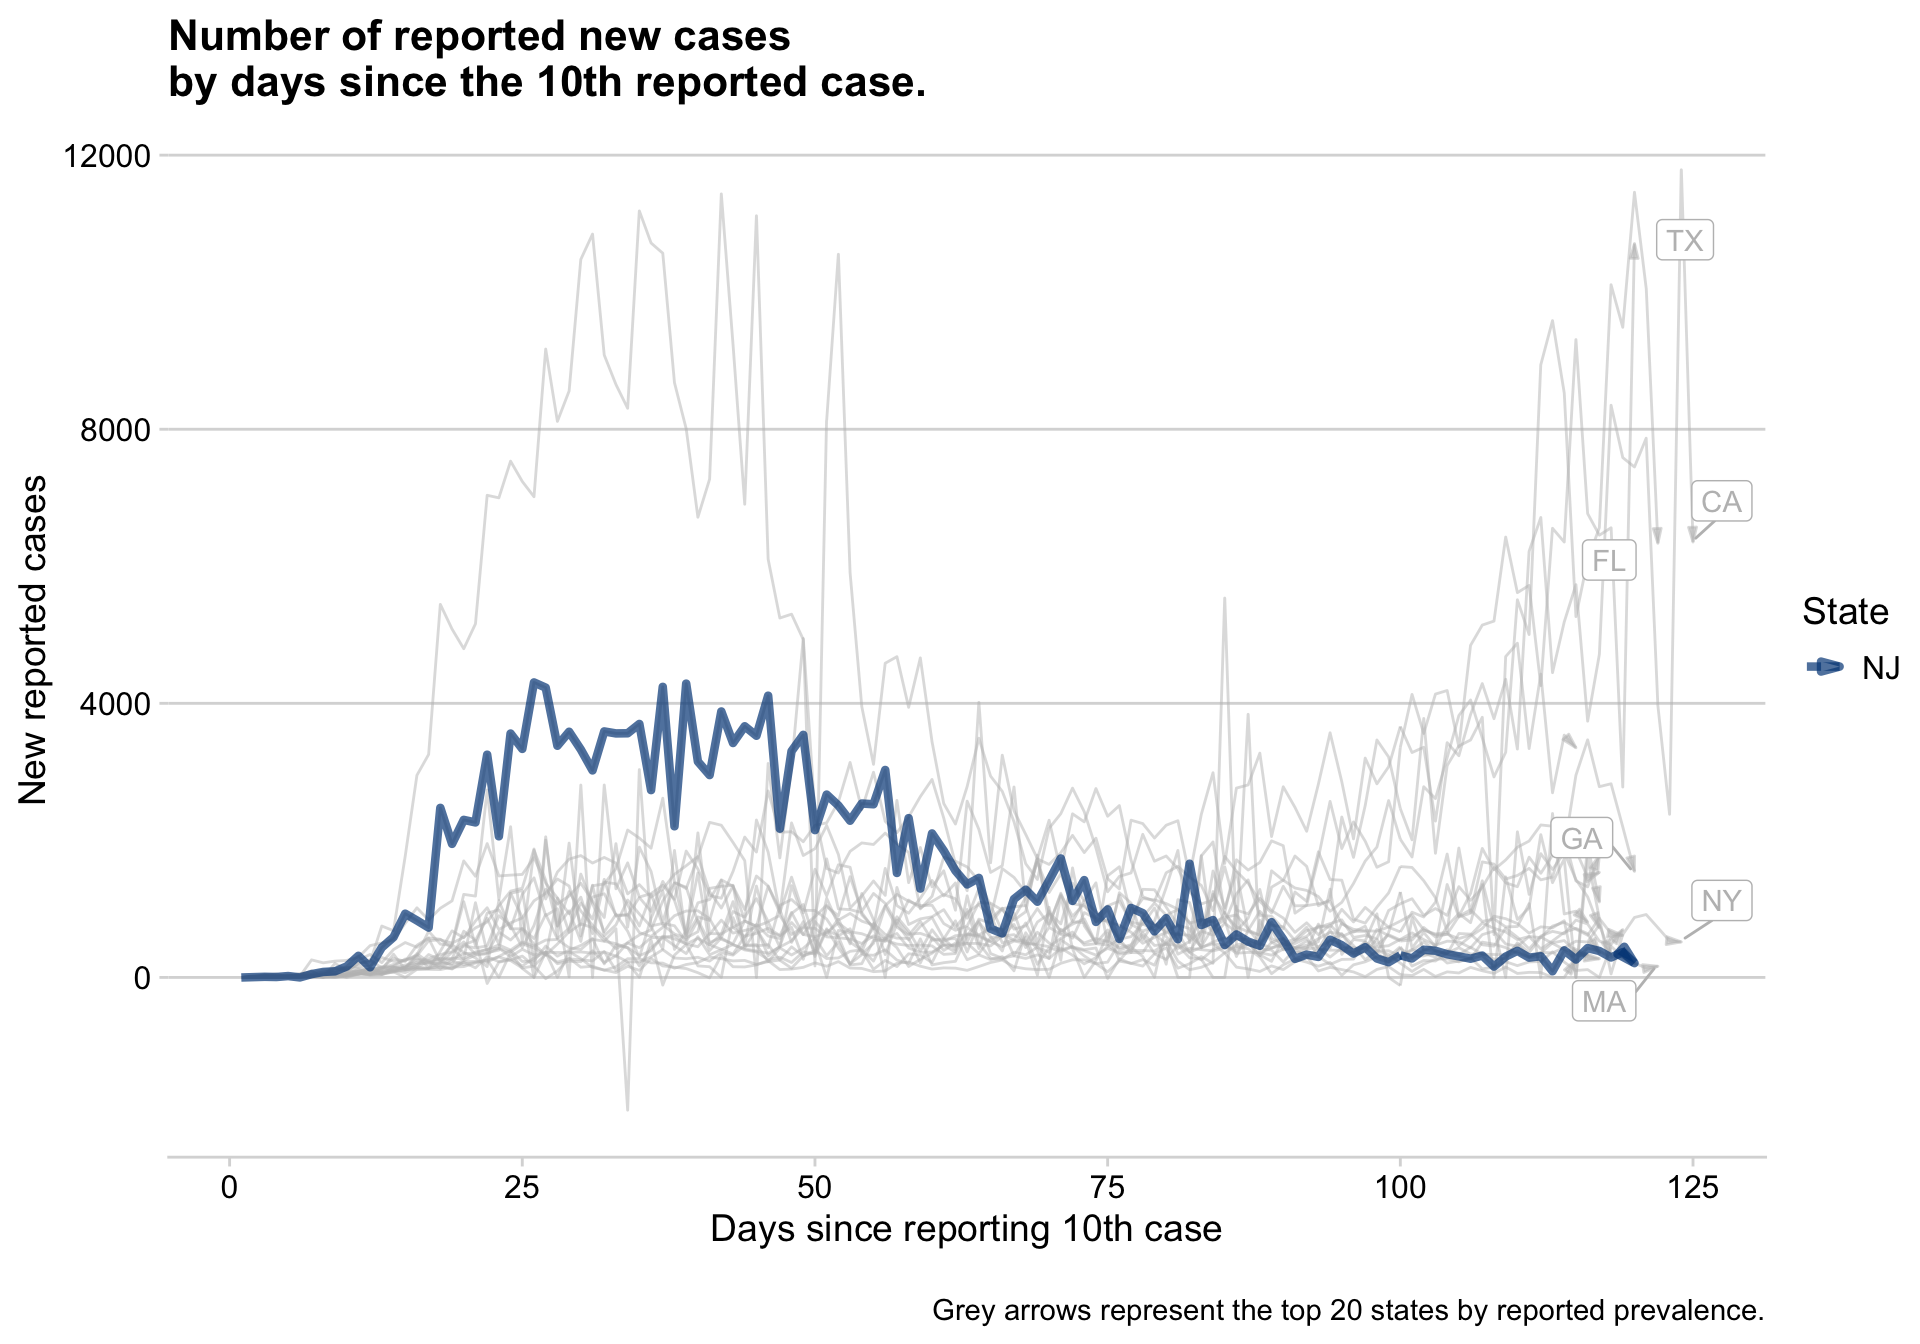 Number of reported new cases
by days since the 10th reported case.
12000
8000
4000
0
New reported cases
TX
CA
FL
GA
NY
MA
State
NJ
0 25 50 75 100 125
Days since reporting 10th case
Grey arrows represent the top 20 states by reported prevalence.